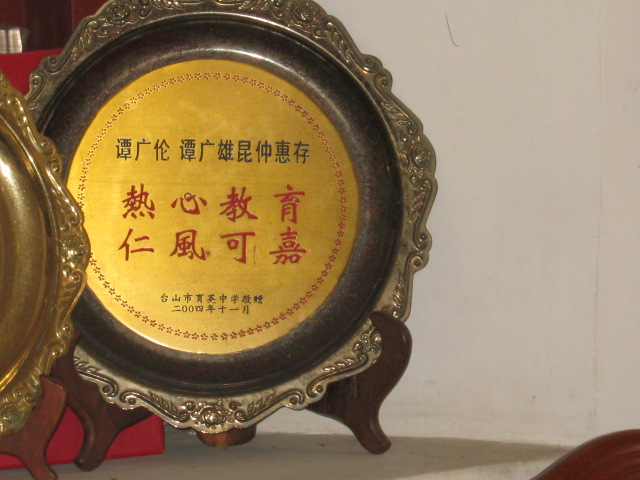 谭广伦 谭广雄昆仲惠存
热心教育
仁風可嘉
台山市育英中学敬赠
二00四年十一月